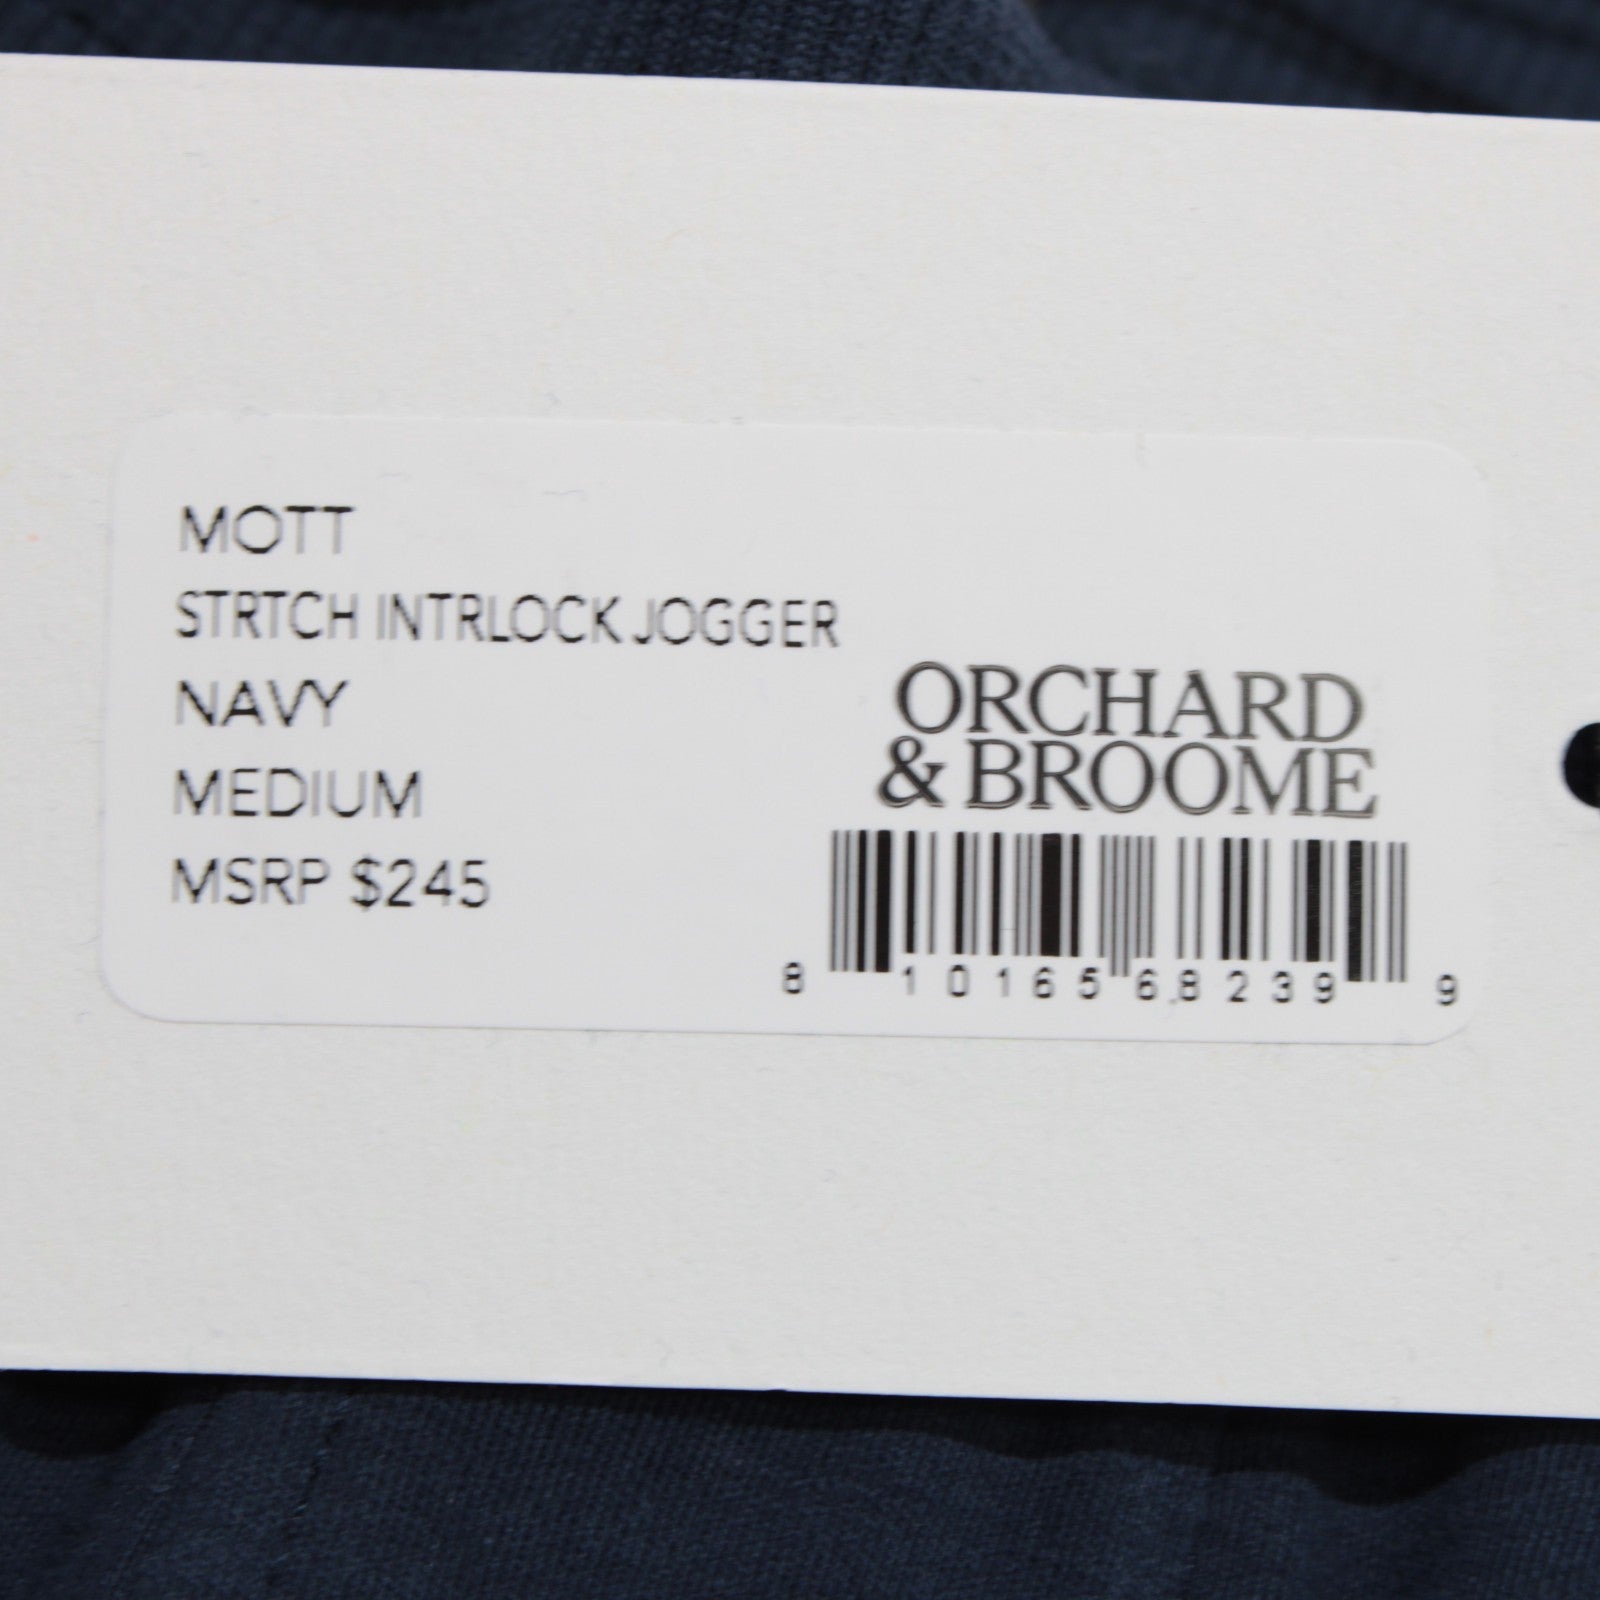 MOTT
STRTCH INTRLOCK JOGGER
NAVY
MEDIUM
MSRP $245
ORCHARD
& BROOME
8 10165 68239 9